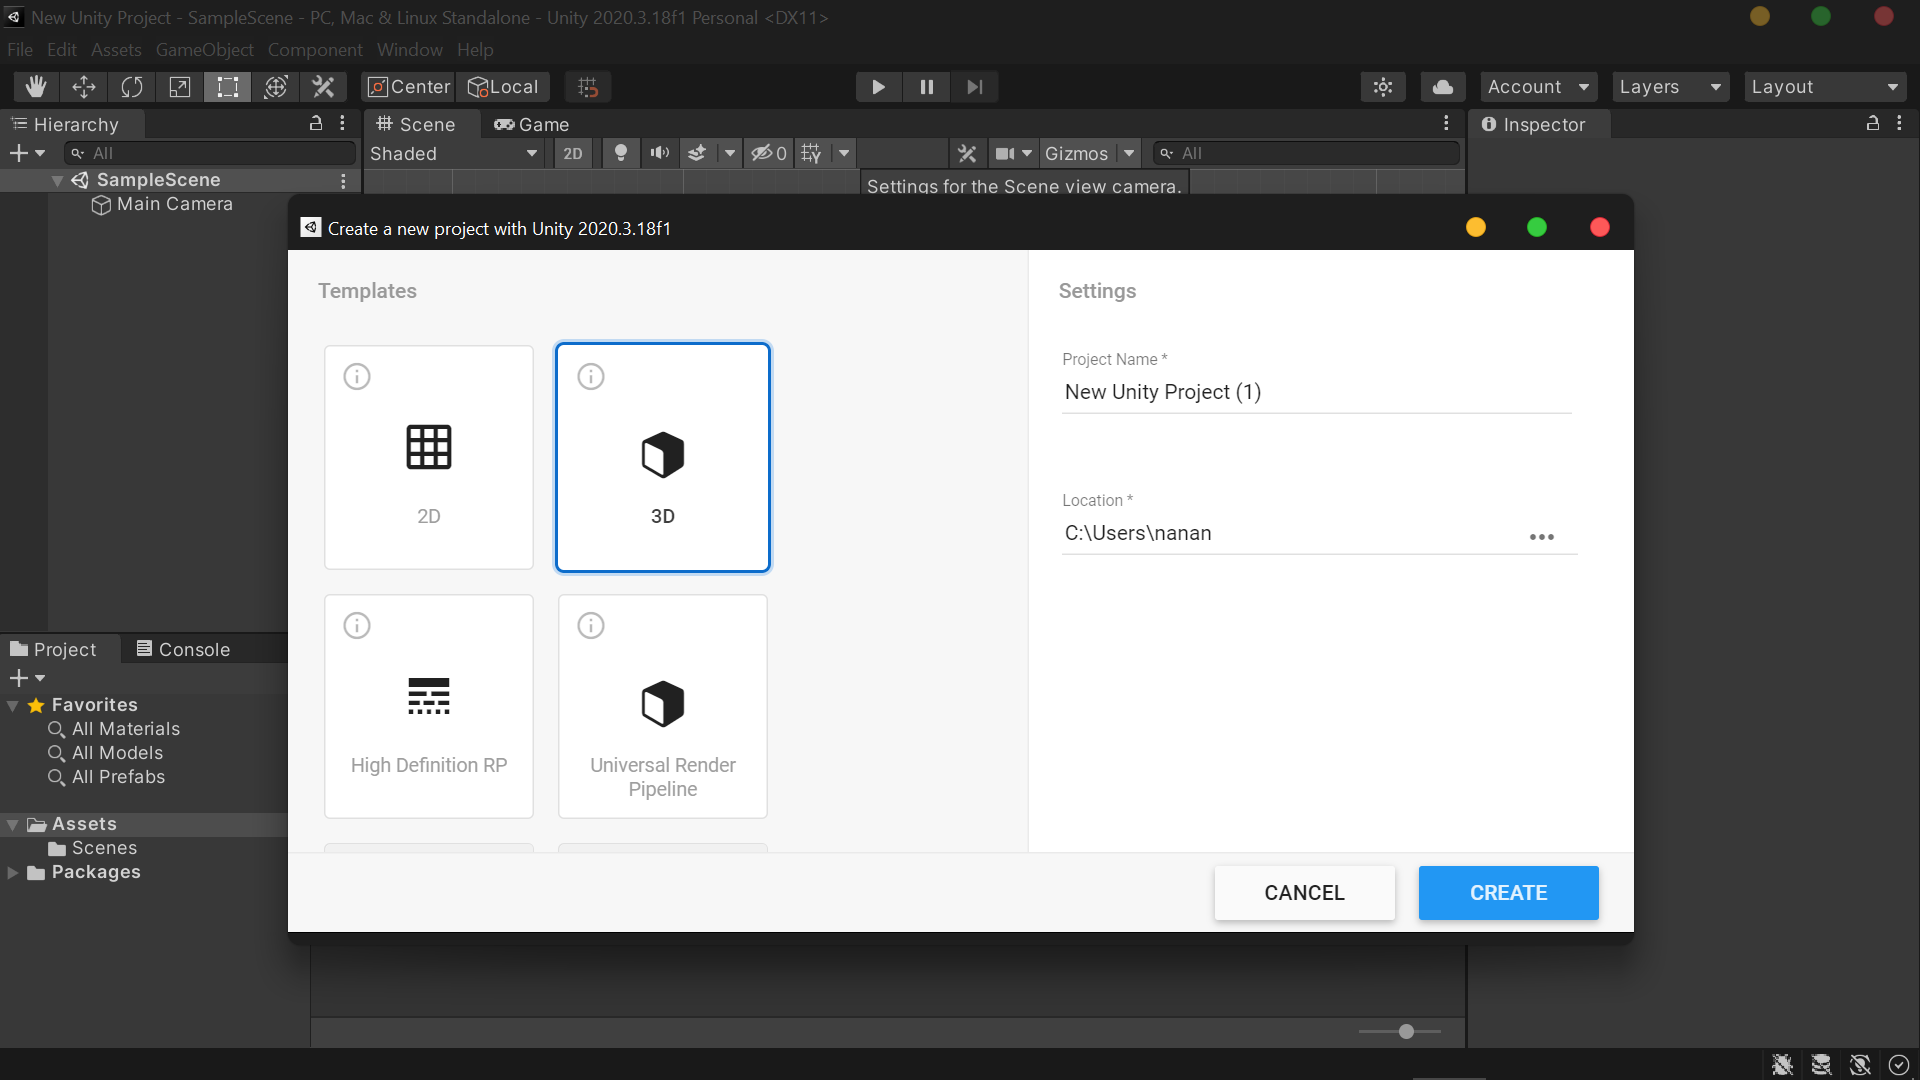 New Unity Project - SampleScene - PC, Mac & Linux Standalone - Unity 2020.3.18f1 Personal <DX11>
File Edit Assets GameObject Component Window Help
Center Local Account Layers Layout
Hierarchy
All
SampleScene
Main Camera
Scene Game
Shaded 2D 0 Gizmos All
Settings for the Scene view camera.
Inspector
Create a new project with Unity 2020.3.18f1
Templates
2D
3D
High Definition RP
Universal Render
Pipeline
Settings
Project Name *
New Unity Project (1)
Location *
C:\Users\nanan
CANCEL CREATE
Project Console
Favorites
All Materials
All Models
All Prefabs
Assets
Scenes
Packages